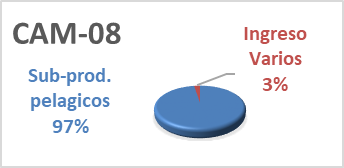 CAM-08
Sub-prod.
pelagicos
97%
Ingreso
Varios
3%